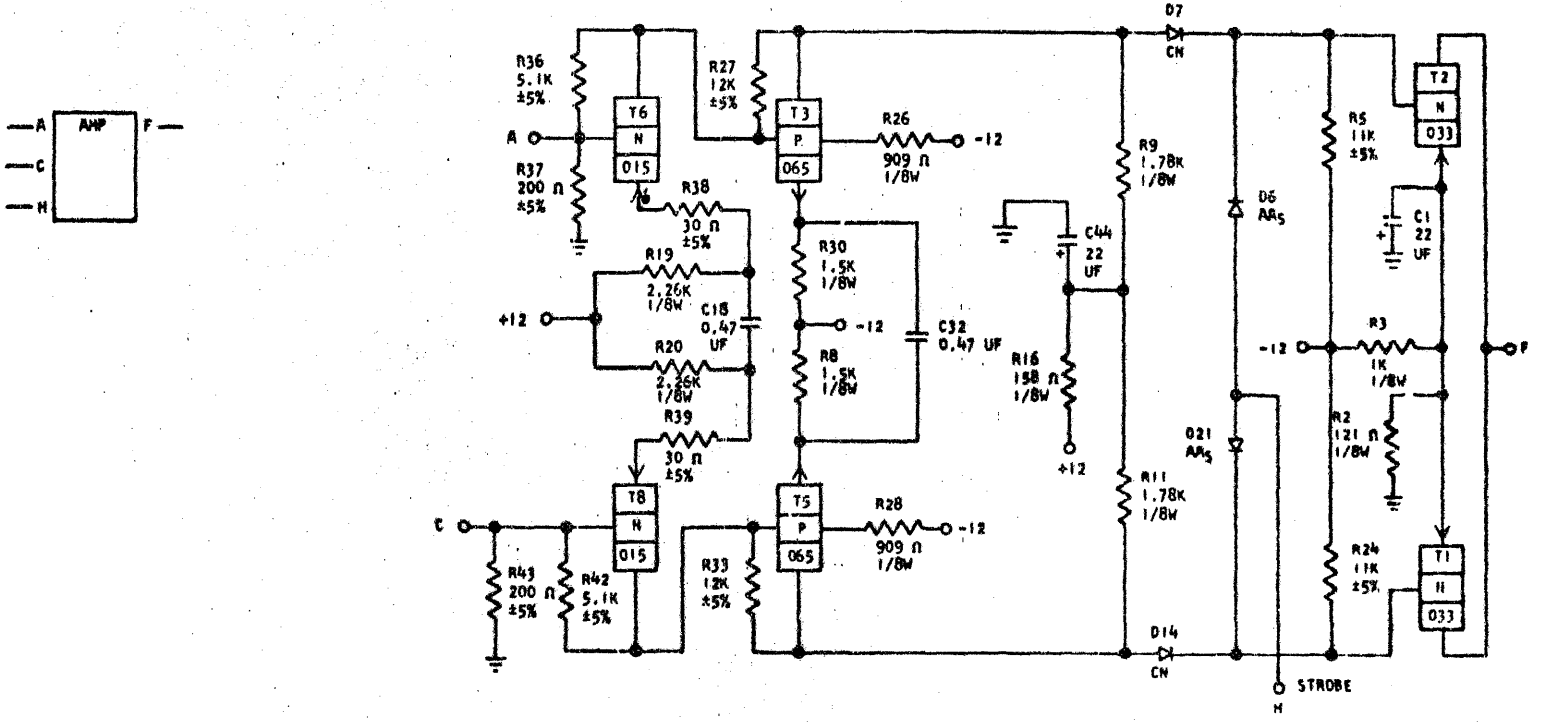 A
AMP
F
C
H
R36
5.1K
±5%
A
R37
200 Ω
±5%
T6
N
015
R38
30 Ω
±5%
R19
2.26K
1/8W
+12
C18
0.47
UF
R20
2.26K
1/8W
R39
30 Ω
±5%
C
T8
N
015
R43
200 Ω
±5%
R42
5.1K
±5%
R27
12K
±5%
T3
P
065
R26
909 Ω
1/8W
-12
R30
1.5K
1/8W
-12
R8
1.5K
1/8W
C32
0.47 UF
T5
P
065
R28
909 Ω
1/8W
-12
R33
12K
±5%
C44
22
UF
R16
158 Ω
1/8W
+12
R9
1.78K
1/8W
R11
1.78K
1/8W
D7
CN
D6
AA5
D21
AA5
D14
CN
STROBE
H
R5
11K
±5%
-12
R3
1K
1/8W
R2
121 Ω
1/8W
R24
11K
±5%
T2
N
033
C1
22
UF
F
T1
N
033